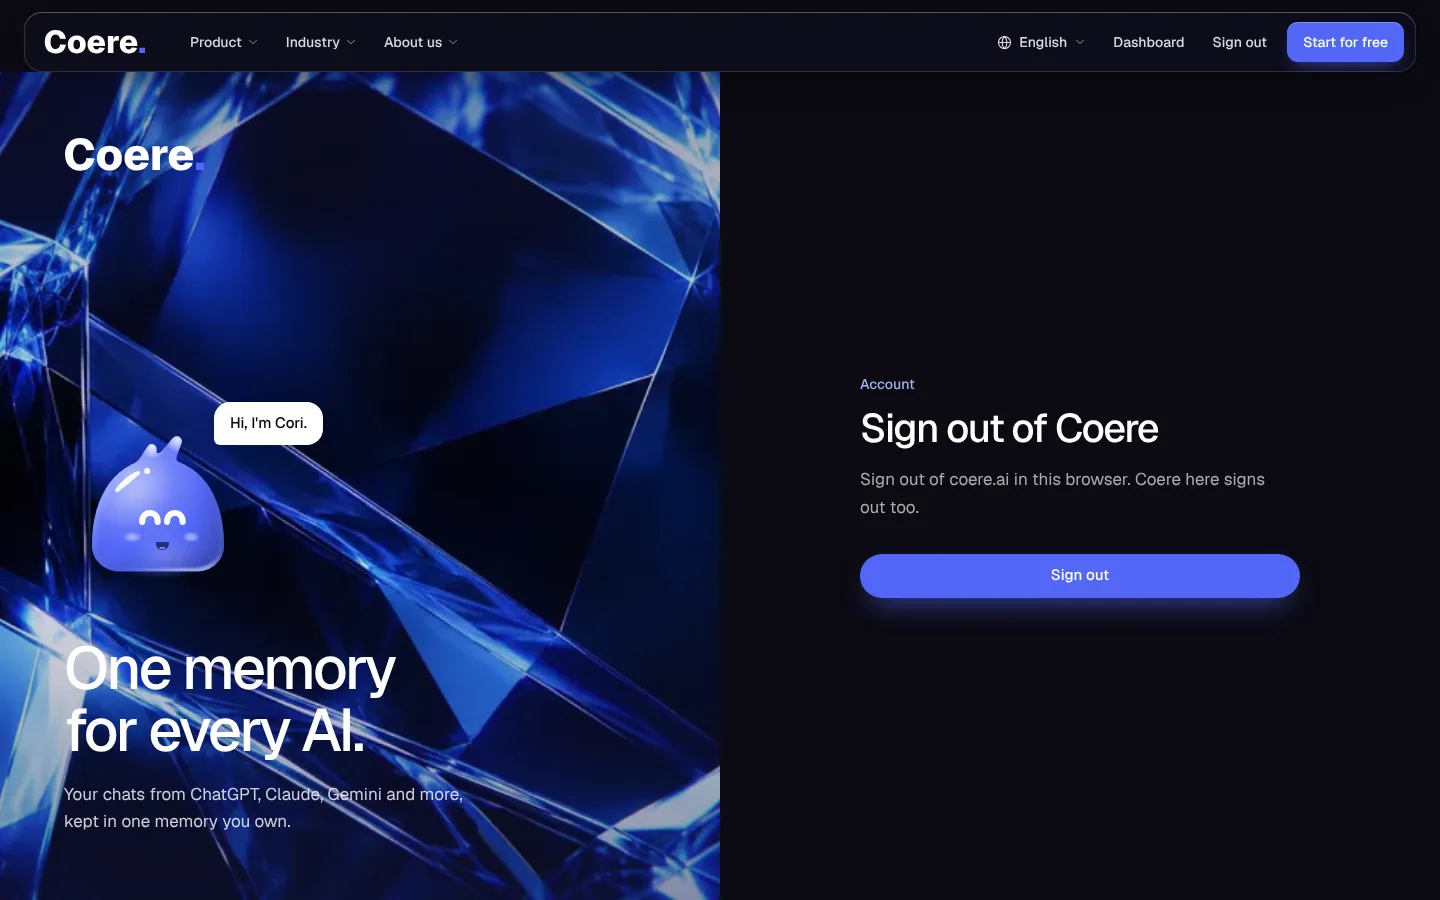 Coere.
Product
Industry
About us
English
Dashboard
Sign out
Start for free
Coere.
Hi, I'm Cori.
One memory
for every AI.
Your chats from ChatGPT, Claude, Gemini and more,
kept in one memory you own.
Account
Sign out of Coere
Sign out of coere.ai in this browser. Coere here signs
out too.
Sign out